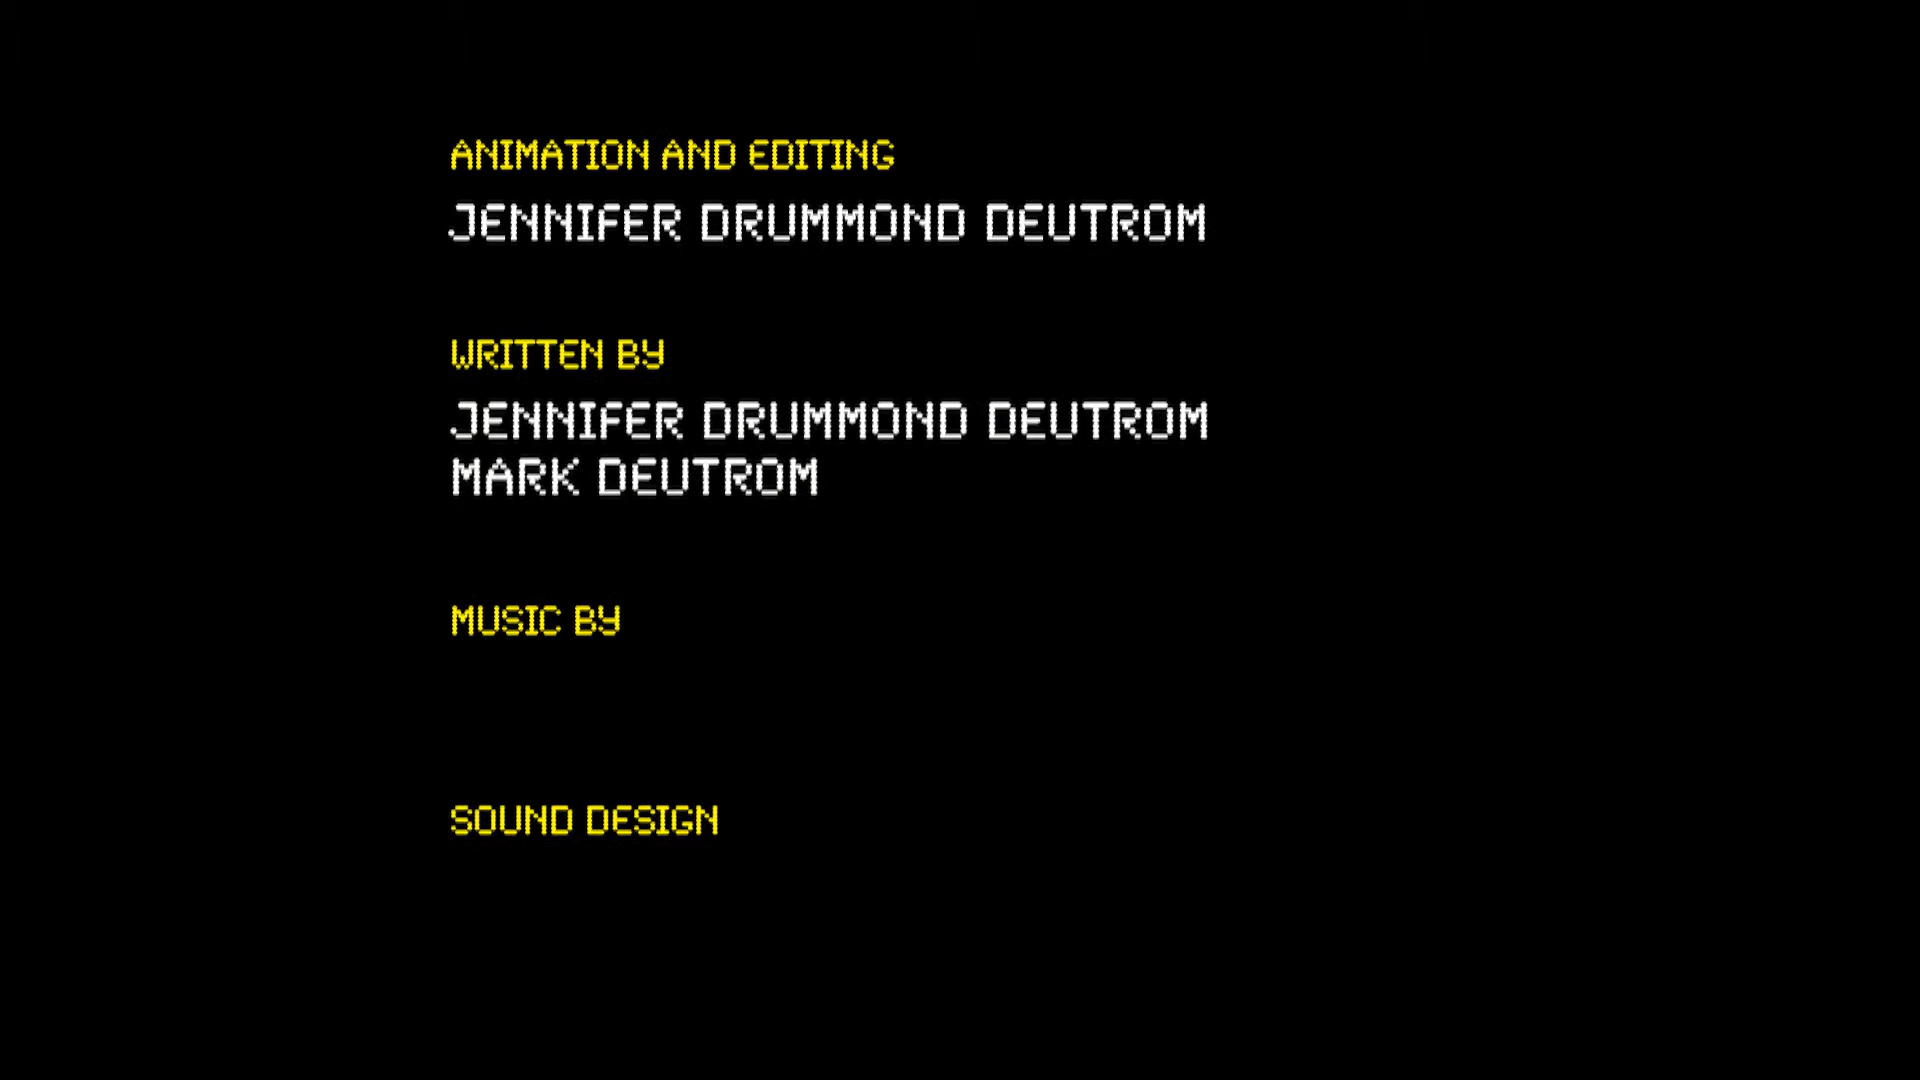 ANIMATION AND EDITING
JENNIFER DRUMMOND DEUTROM
WRITTEN BY
JENNIFER DRUMMOND DEUTROM
MARK DEUTROM
MUSIC BY
SOUND DESIGN